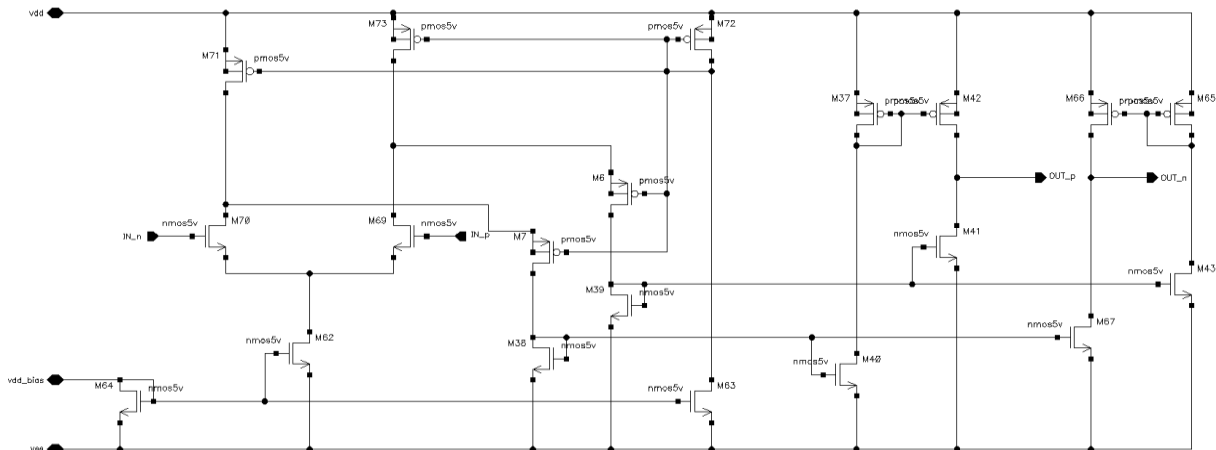 vdd
M73
pmos5v
M72
M71
pmos5v
M37
pmos5v
M42
M66
pmos5v
M65
M6
pmos5v
nmos5v
M70
M69
nmos5v
IN_n
IN_p
M7
pmos5v
OUT_p
OUT_n
nmos5v
M41
M39
nmos5v
nmos5v
M43
nmos5v
M62
M38
nmos5v
nmos5v
M40
nmos5v
M67
vdd_bias
M64
nmos5v
nmos5v
M63